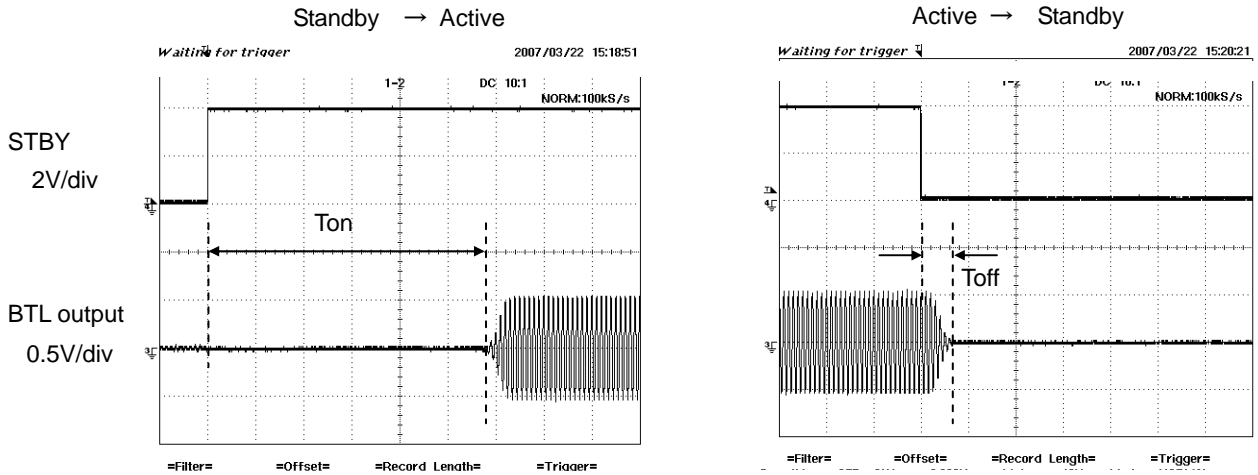 Standby → Active
Waiting for trigger 2007/03/22 15:18:51
1-2 DC 10:1
NORM:100kS/s
STBY
2V/div
Ton
BTL output
0.5V/div
=Filter= =Offset= =Record Length= =Trigger=
Active → Standby
Waiting for trigger 2007/03/22 15:20:21
NORM:100kS/s
Toff
=Filter= =Offset= =Record Length= =Trigger=